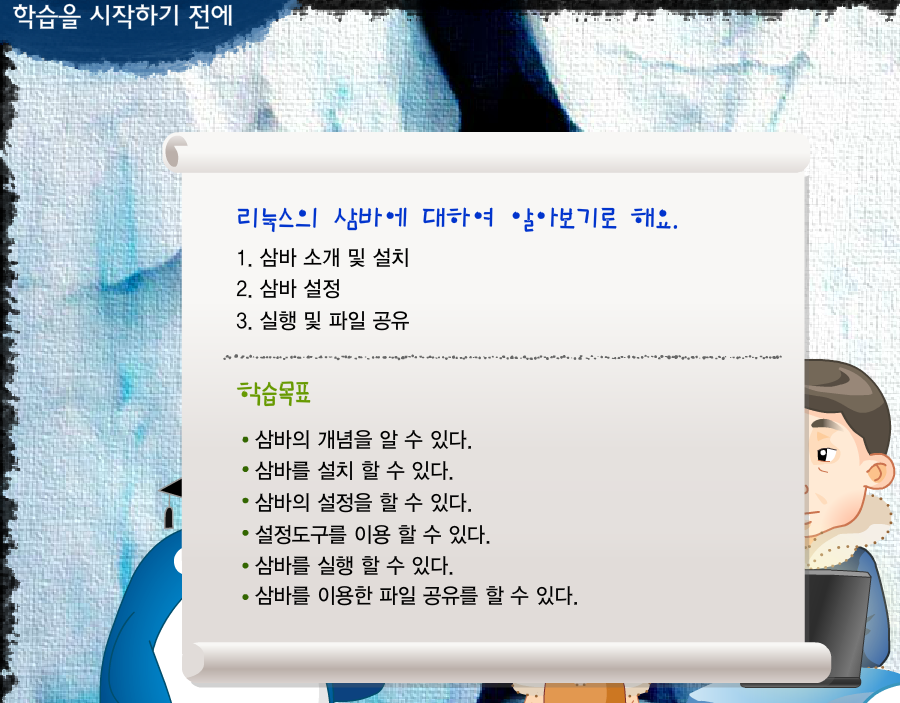 학습을 시작하기 전에
리눅스의 삼바에 대하여 알아보기로 해요.
1. 삼바 소개 및 설치
2. 삼바 설정
3. 실행 및 파일 공유
학습목표
• 삼바의 개념을 알 수 있다.
• 삼바를 설치 할 수 있다.
• 삼바의 설정을 할 수 있다.
• 설정도구를 이용 할 수 있다.
• 삼바를 실행 할 수 있다.
• 삼바를 이용한 파일 공유를 할 수 있다.